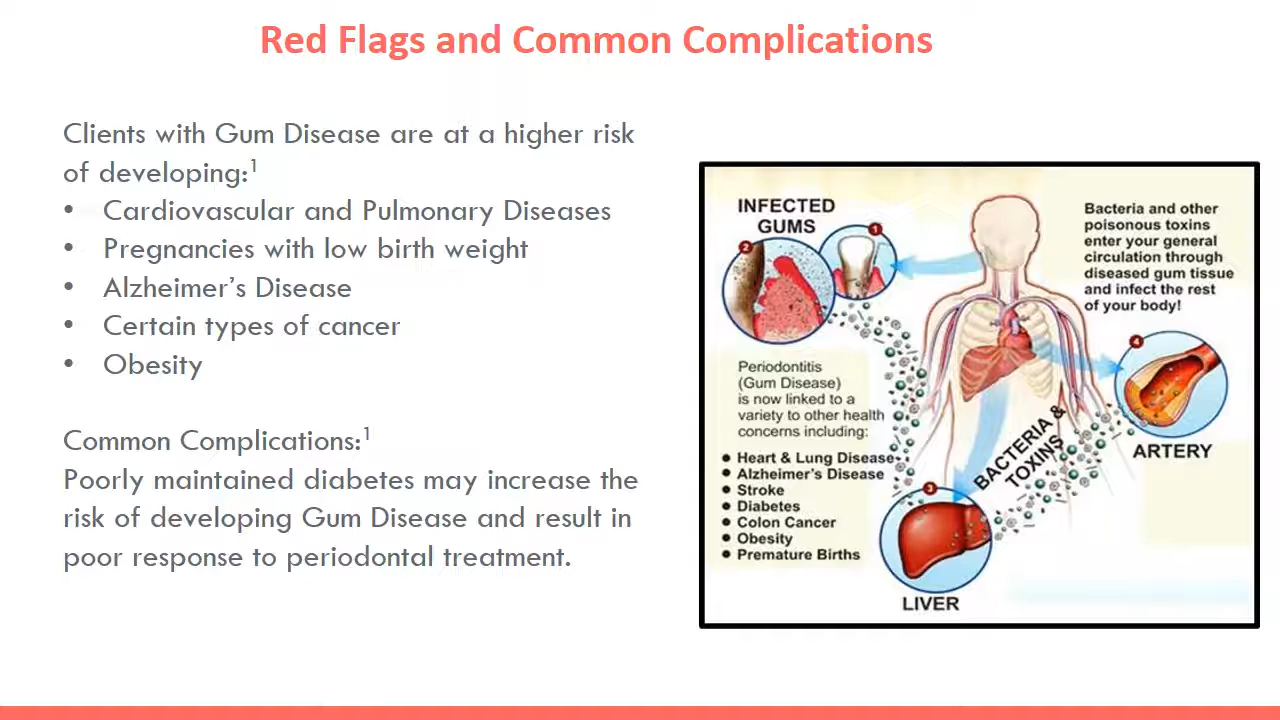 Red Flags and Common Complications
Clients with Gum Disease are at a higher risk
of developing:1
• Cardiovascular and Pulmonary Diseases
• Pregnancies with low birth weight
• Alzheimer's Disease
• Certain types of cancer
• Obesity
Common Complications:1
Poorly maintained diabetes may increase the
risk of developing Gum Disease and result in
poor response to periodontal treatment.
INFECTED
GUMS
1
2
Bacteria and other
poisonous toxins
enter your general
circulation through
diseased gum tissue
and infect the rest
of your body!
Periodontitis
(Gum Disease)
is now linked to a
variety to other health
concerns including:
• Heart & Lung Disease
• Alzheimer's Disease
• Stroke
• Diabetes
• Colon Cancer
• Obesity
• Premature Births
BACTERIA &
TOXINS
4
ARTERY
3
LIVER